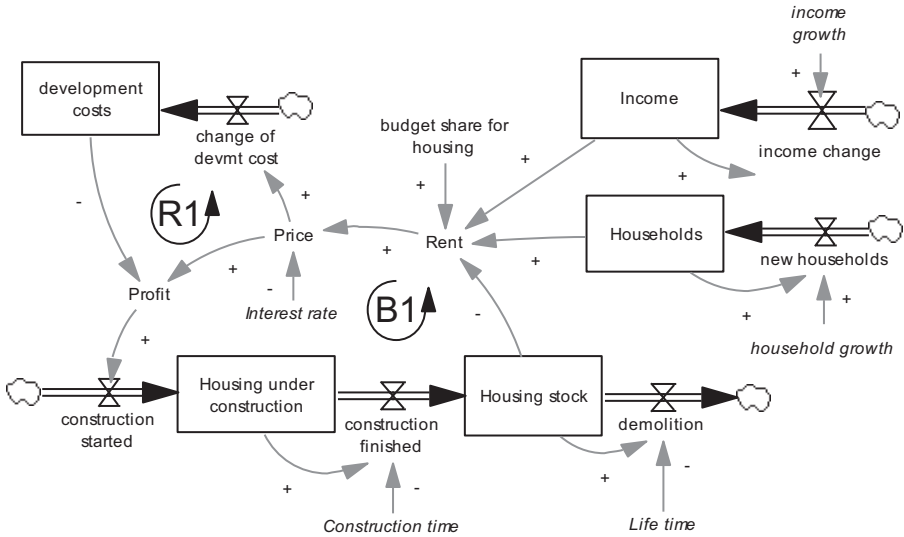 income
growth
+
development
costs
Income
change of
devmt cost
budget share for
housing
+
income change
+
+
-
+
R1
Households
Price
+
Rent
+
new households
+
-
Profit
Interest rate
B1
-
+
+
+
household growth
Housing under
construction
Housing stock
construction
started
construction
finished
demolition
+
-
+
-
Construction time
Life time